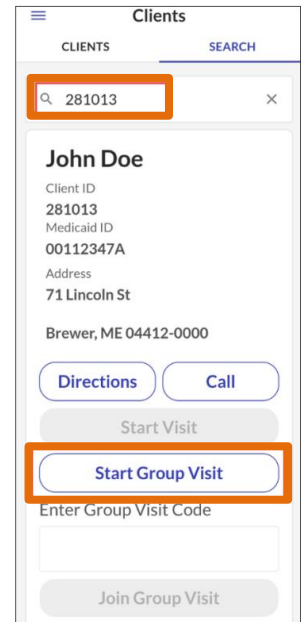 Clients
CLIENTS SEARCH
281013
John Doe
Client ID
281013
Medicaid ID
00112347A
Address
71 Lincoln St
Brewer, ME 04412-0000
Directions Call
Start Visit
Start Group Visit
Enter Group Visit Code
Join Group Visit